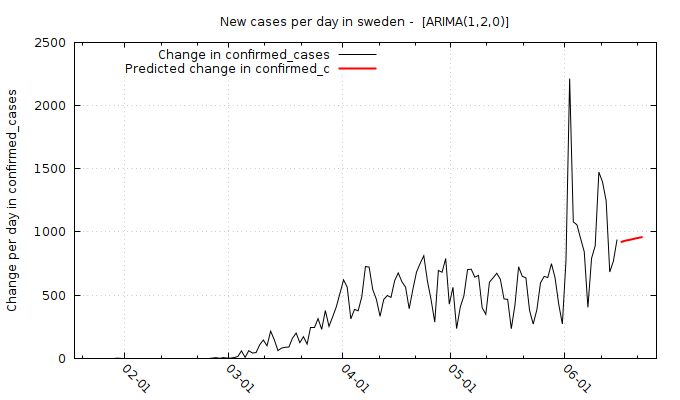 New cases per day in sweden - [ARIMA(1,2,0)]
Change in confirmed_cases
Predicted change in confirmed_c
Change per day in confirmed_cases
2500
2000
1500
1000
500
0
02-01
03-01
04-01
05-01
06-01